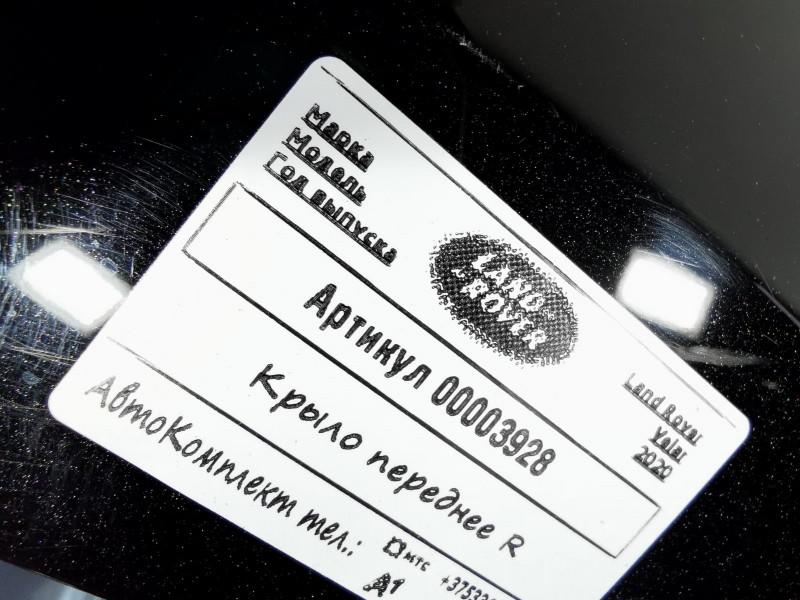 Марка
Модель
Год выпуска
LAND
ROVER
Land Rover
Velar
2020
Артикул 00003928
Крыло переднее R
АвтоКомплект тел.:
мтс
A1